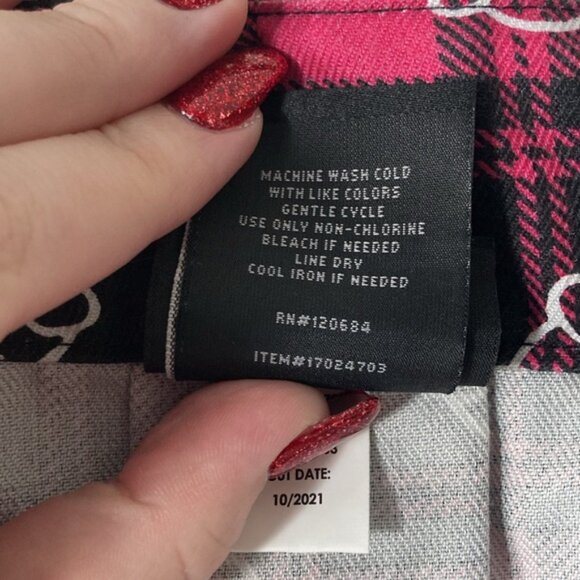 MACHINE WASH COLD
WITH LIKE COLORS
GENTLE CYCLE
USE ONLY NON-CHLORINE
BLEACH IF NEEDED
LINE DRY
COOL IRON IF NEEDED
RN#120684
ITEM#17024703
DATE:
10/2021